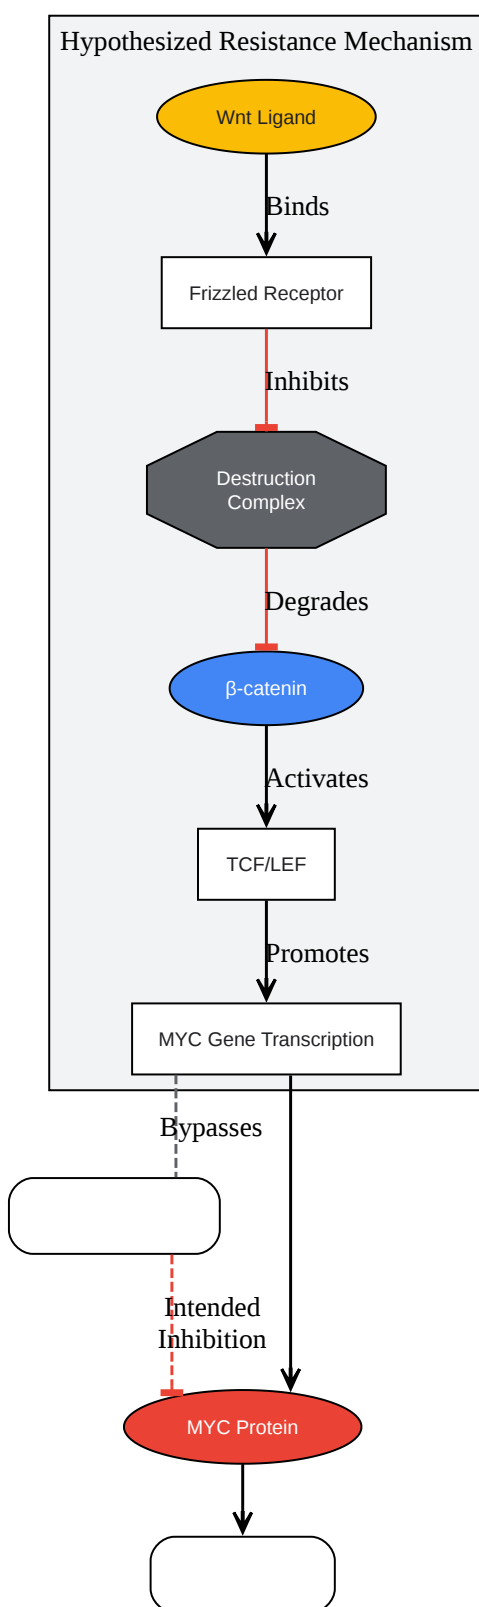 Hypothesized Resistance Mechanism
Wnt Ligand
Binds
Frizzled Receptor
Inhibits
Destruction
Complex
Degrades
β-catenin
Activates
TCF/LEF
Promotes
MYC Gene Transcription
Bypasses
Intended
Inhibition
MYC Protein